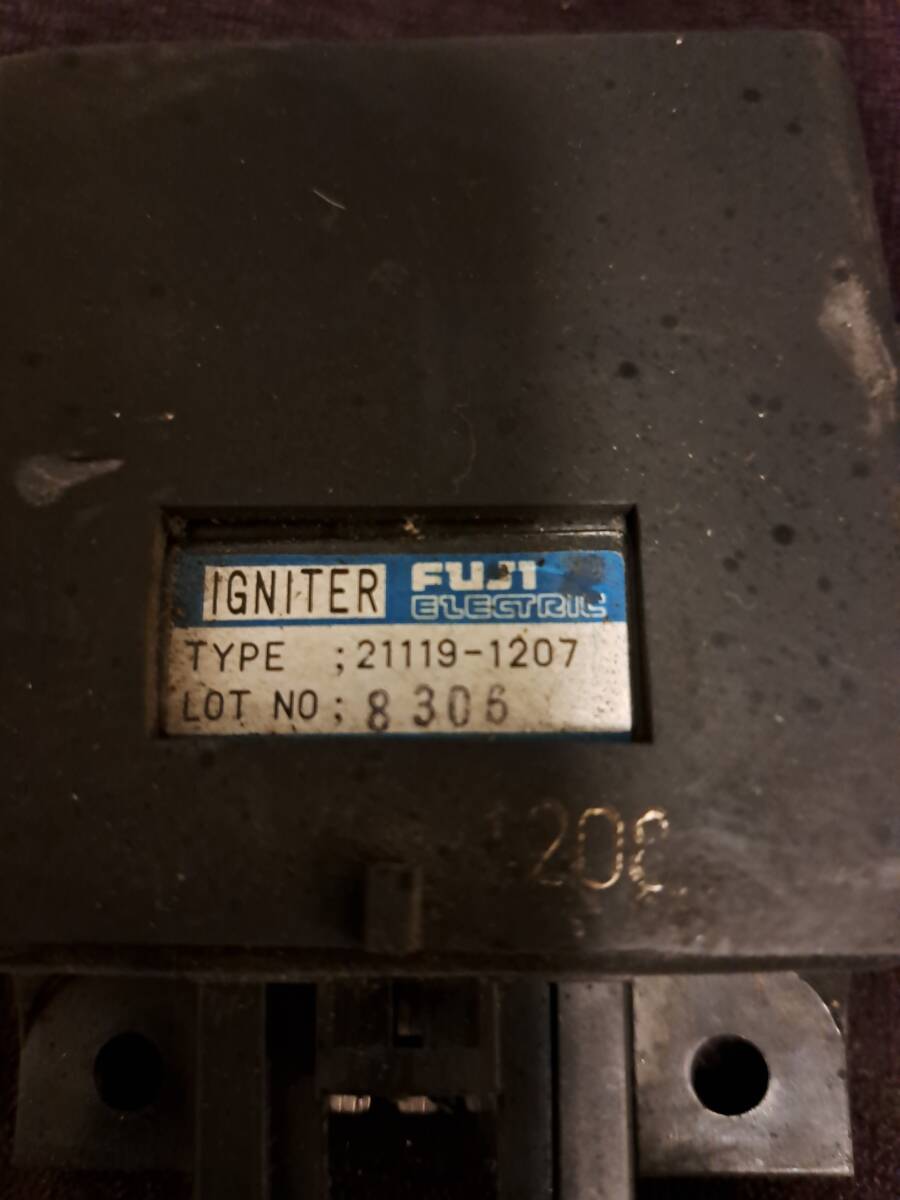 IGNITER FUJI
ELECTRIC
TYPE ; 21119-1207
LOT NO ; 8306